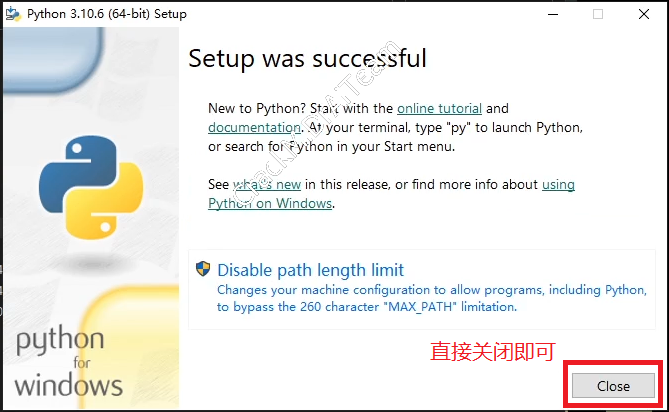 Python 3.10.6 (64-bit) Setup
Setup was successful
New to Python? Start with the online tutorial and
documentation. At your terminal, type "py" to launch Python,
or search for Python in your Start menu.
See what's new in this release, or find more info about using
Python on Windows.
Disable path length limit
Changes your machine configuration to allow programs, including Python,
to bypass the 260 character "MAX_PATH" limitation.
python
for
windows
直接关闭即可
Close